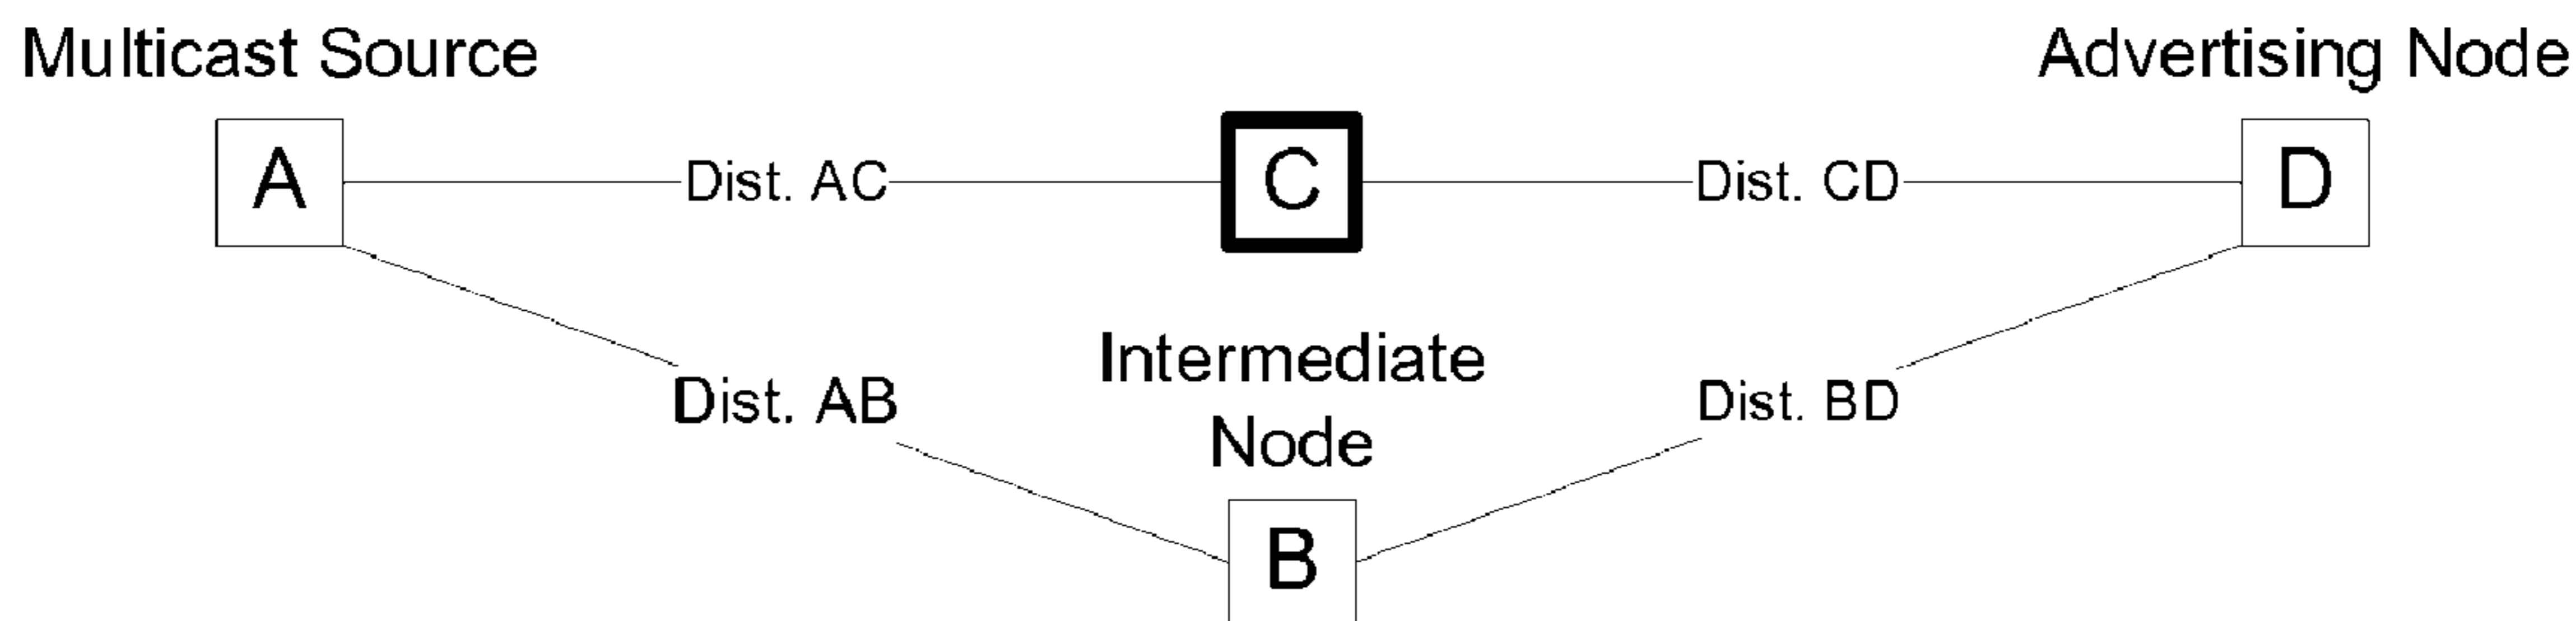 Multicast Source
Advertising Node
A
Dist. AC
C
Dist. CD
D
Intermediate
Node
Dist. AB
Dist. BD
B